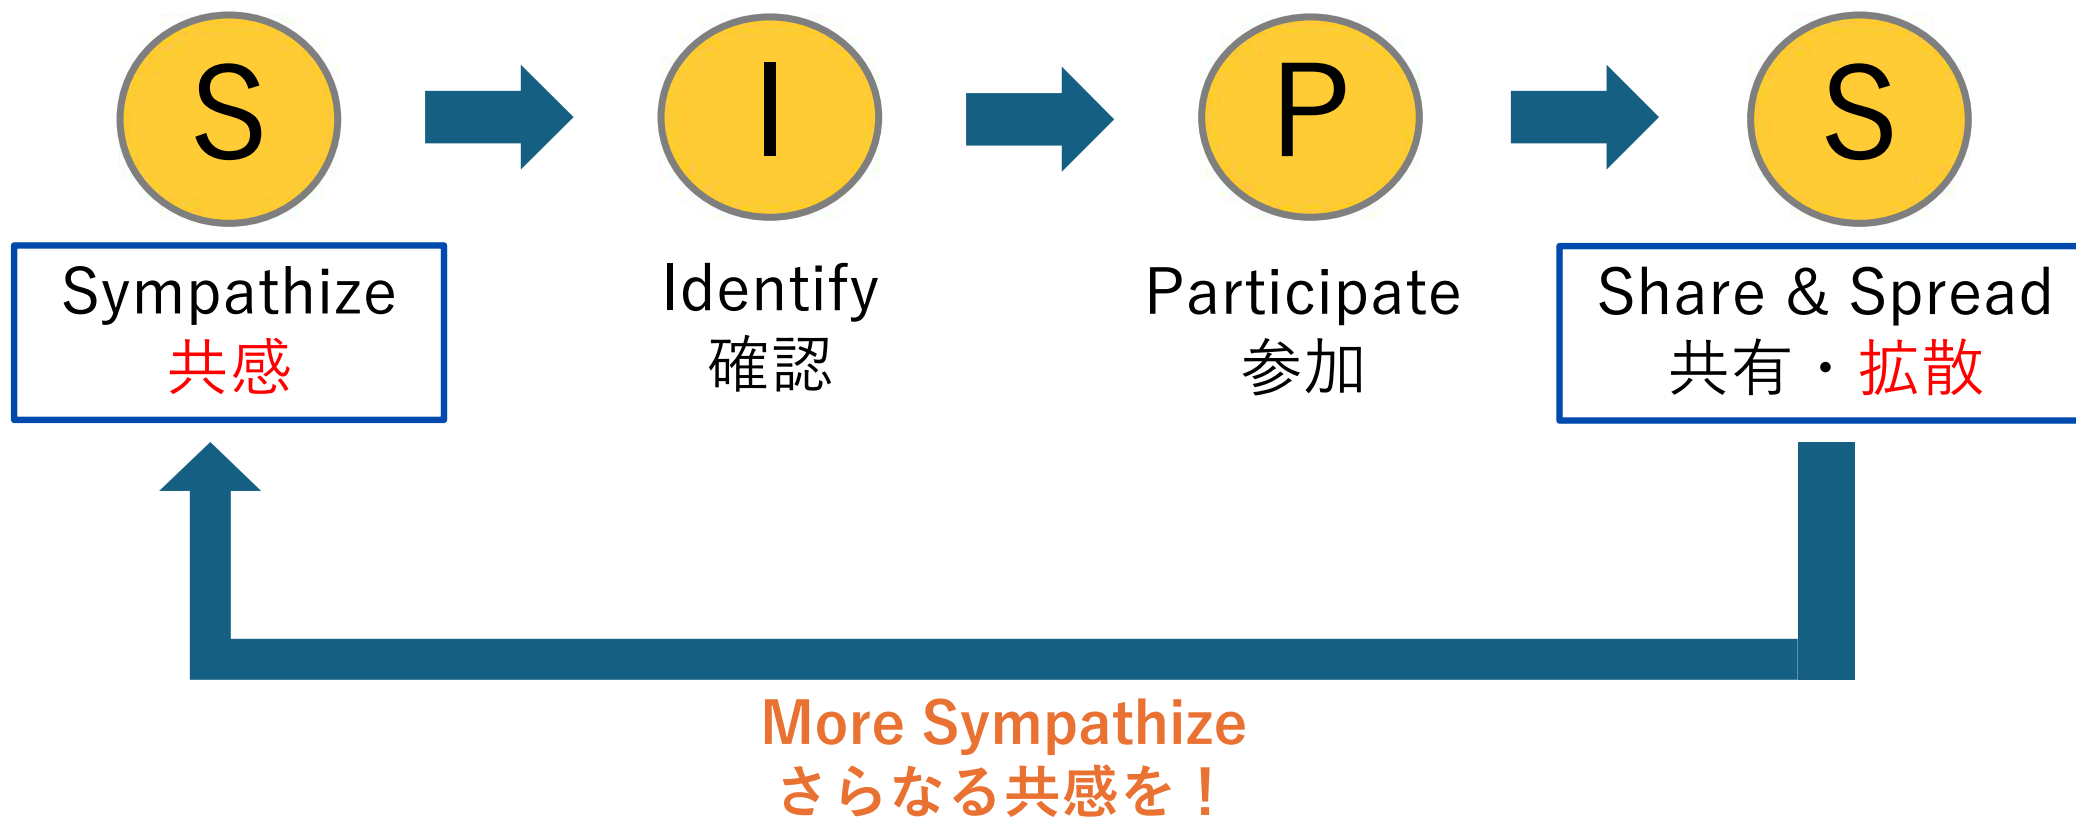 S
I
P
S
Sympathize
共感
Identify
確認
Participate
参加
Share & Spread
共有・拡散
More Sympathize
さらなる共感を！